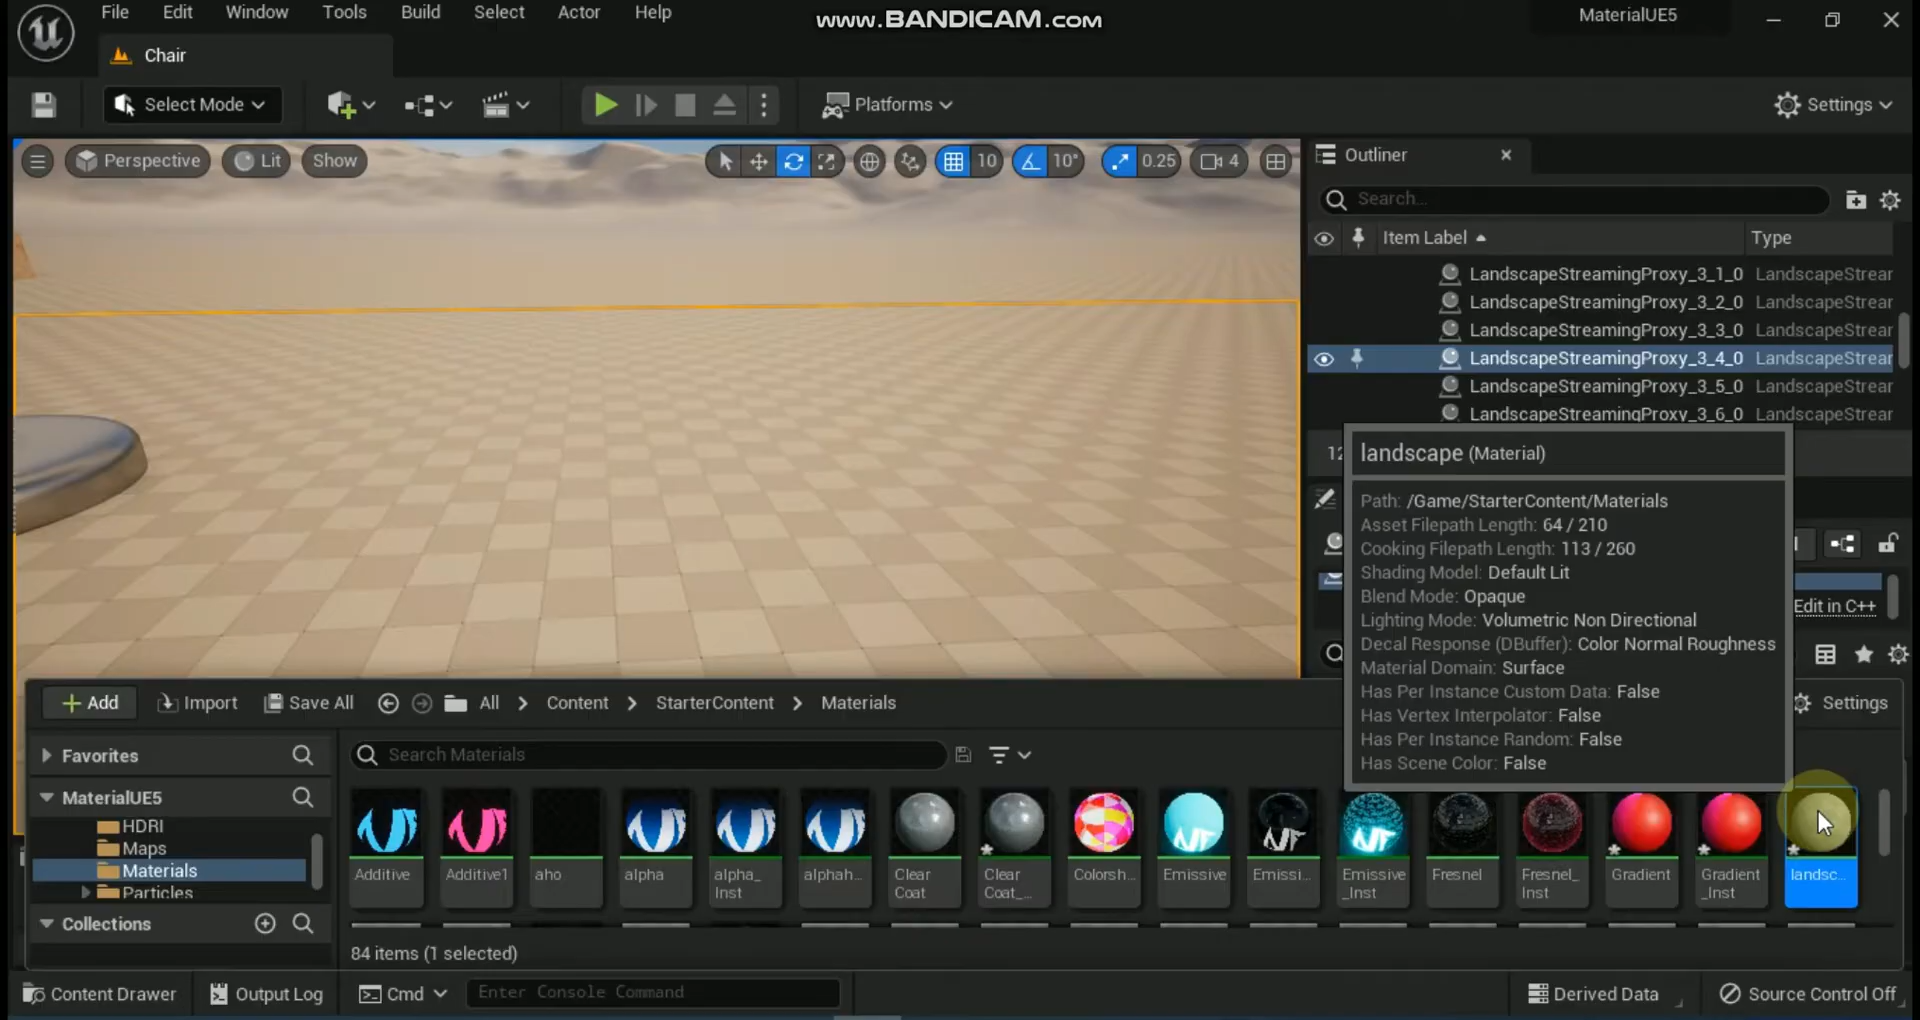 File Edit Window Tools Build Select Actor Help
www.BANDICAM.com
MaterialUE5
Chair
Select Mode
Platforms
Settings
Perspective
Lit
Show
10
10°
0.25
4
Outliner
Search...
Item Label
Type
LandscapeStreamingProxy_3_1_0 LandscapeStrear
LandscapeStreamingProxy_3_2_0 LandscapeStrear
LandscapeStreamingProxy_3_3_0 LandscapeStrear
LandscapeStreamingProxy_3_4_0 LandscapeStrear
LandscapeStreamingProxy_3_5_0 LandscapeStrear
LandscapeStreamingProxy_3_6_0 LandscapeStrear
landscape (Material)
Path: /Game/StarterContent/Materials
Asset Filepath Length: 64 / 210
Cooking Filepath Length: 113 / 260
Shading Model: Default Lit
Blend Mode: Opaque
Lighting Mode: Volumetric Non Directional
Decal Response (DBuffer): Color Normal Roughness
Material Domain: Surface
Has Per Instance Custom Data: False
Has Vertex Interpolator: False
Has Per Instance Random: False
Has Scene Color: False
Edit in C++
Add
Import
Save All
All
Content
StarterContent
Materials
Settings
Favorites
Search Materials
MaterialUE5
HDRI
Maps
Materials
Particles
Collections
Additive
Additive1
aho
alpha
alpha_
Inst
alphah...
Clear
Coat
Clear
Coat_...
Colorsh...
Emissive
Emissi...
Emissive
_Inst
Fresnel
Fresnel_
Inst
Gradient
Gradient
_Inst
landsc...
84 items (1 selected)
Content Drawer
Output Log
Cmd
Enter Console Command
Derived Data
Source Control Off